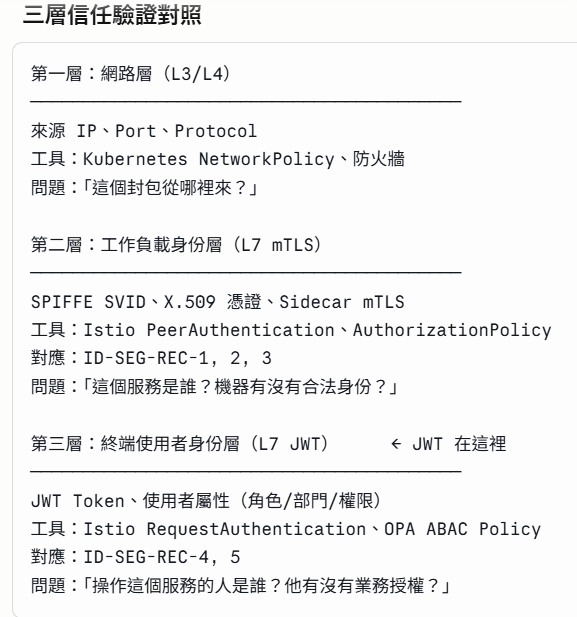 三層信任驗證對照
第一層：網路層（L3/L4）
─────────────────────────────────────────
來源 IP、Port、Protocol
工具：Kubernetes NetworkPolicy、防火牆
問題：「這個封包從哪裡來？」
第二層：工作負載身份層（L7 mTLS）
─────────────────────────────────────────
SPIFFE SVID、X.509 憑證、Sidecar mTLS
工具：Istio PeerAuthentication、AuthorizationPolicy
對應：ID-SEG-REC-1, 2, 3
問題：「這個服務是誰？機器有沒有合法身份？」
第三層：終端使用者身份層（L7 JWT）      ← JWT 在這裡
─────────────────────────────────────────
JWT Token、使用者屬性（角色/部門/權限）
工具：Istio RequestAuthentication、OPA ABAC Policy
對應：ID-SEG-REC-4, 5
問題：「操作這個服務的人是誰？他有沒有業務授權？」